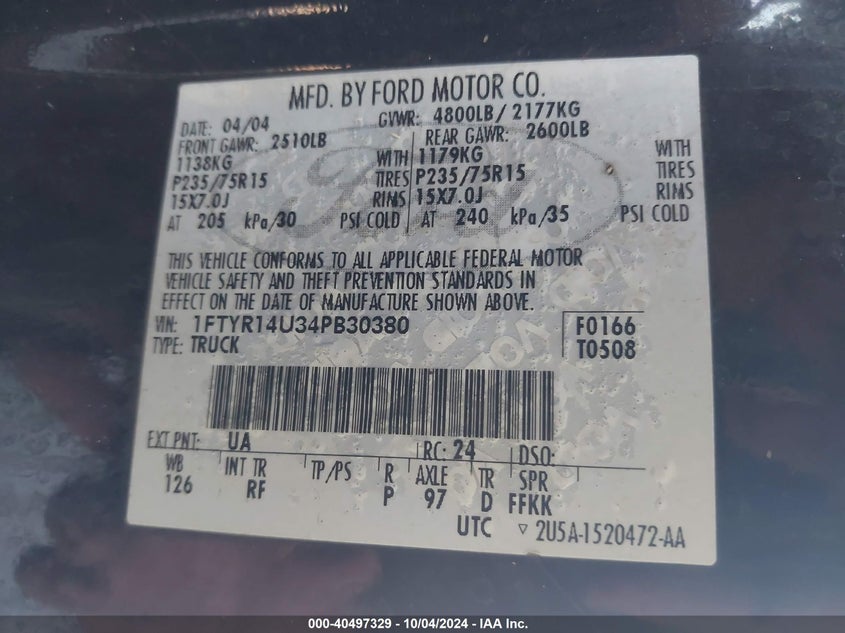 MFD. BY FORD MOTOR CO.
DATE: 04/04 GVWR: 4800LB/ 2177KG
FRONT GAWR: 2510LB REAR GAWR: 2600LB
1138KG WITH 1179KG WITH
P235/75R15 TIRES P235/75R15 TIRES
15X7.0J RIMS 15X7.0J RIMS
AT 205 kPa/30 PSI COLD AT 240 kPa/35 PSI COLD
THIS VEHICLE CONFORMS TO ALL APPLICABLE FEDERAL MOTOR
VEHICLE SAFETY AND THEFT PREVENTION STANDARDS IN
EFFECT ON THE DATE OF MANUFACTURE SHOWN ABOVE.
VIN: 1FTYR14U34PB30380 F0166
TYPE: TRUCK T0508
EXT PNT: UA RC: 24 DSO:
WB INT TR TP/PS R AXLE TR SPR
126 RF P 97 D FFKK
UTC ▽ 2U5A-1520472-AA
000-40497329 - 10/04/2024 - IAA Inc.